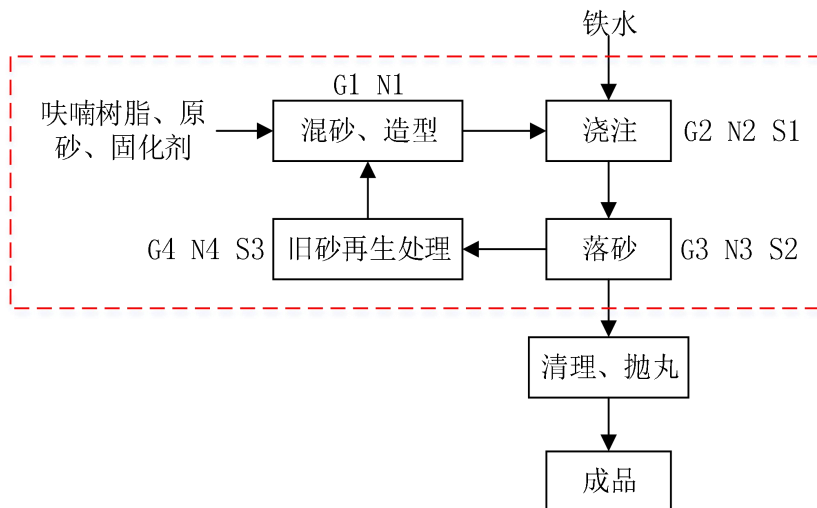 铁水
G1 N1
呋喃树脂、原
砂、固化剂
混砂、造型
浇注
G2 N2 S1
G4 N4 S3
旧砂再生处理
落砂
G3 N3 S2
清理、抛丸
成品